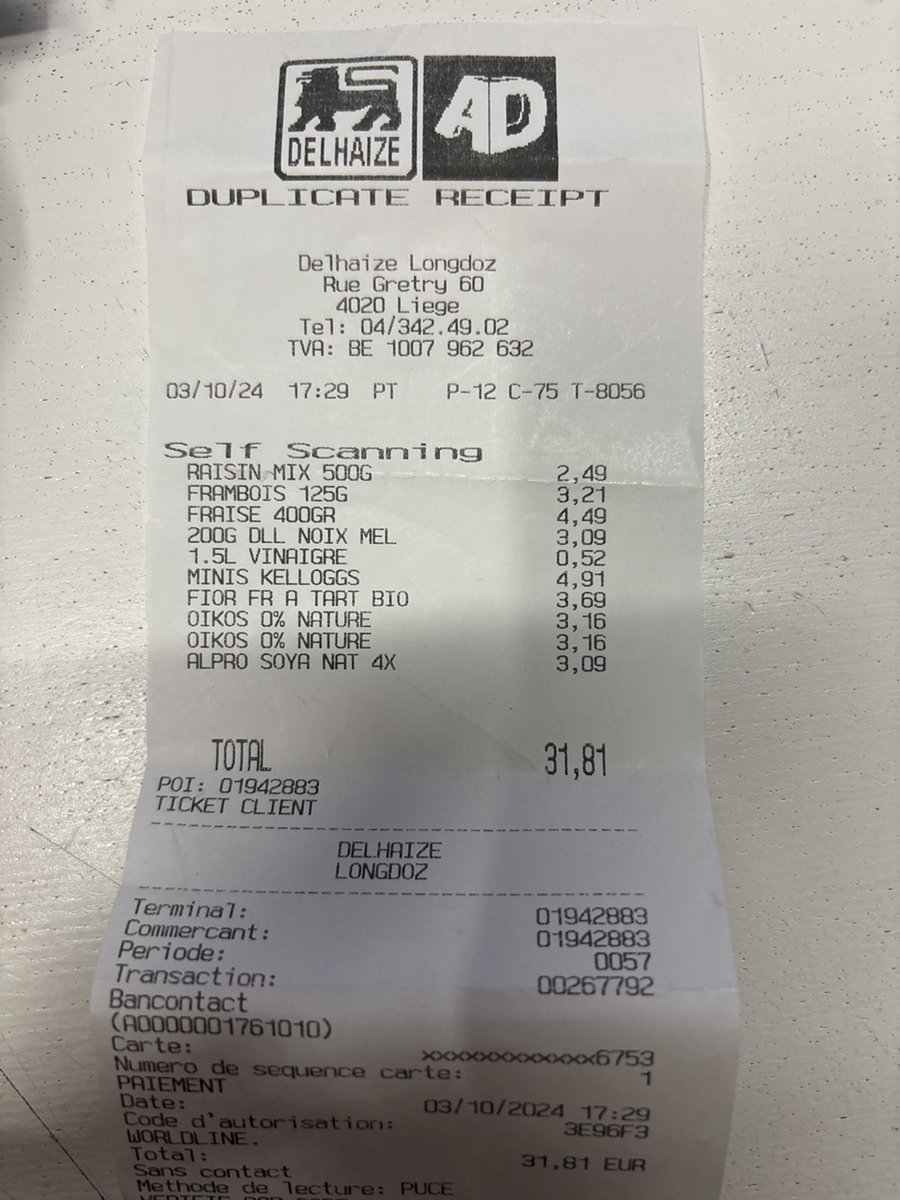 DELHAIZE AD
DUPLICATE RECEIPT
Delhaize Longdoz
Rue Gretry 60
4020 Liege
Tel: 04/342.49.02
TVA: BE 1007 962 632
03/10/24 17:29 PT P-12 C-75 T-8056
Self Scanning
RAISIN MIX 500G 2,49
FRAMBOIS 125G 3,21
FRAISE 400GR 4,49
200G DLL NOIX MEL 3,09
1.5L VINAIGRE 0,52
MINIS KELLOGGS 4,91
FIOR FR A TART BIO 3,69
OIKOS 0% NATURE 3,16
OIKOS 0% NATURE 3,16
ALPRO SOYA NAT 4X 3,09
TOTAL 31,81
POI: 01942883
TICKET CLIENT
DELHAIZE
LONGDOZ
Terminal: 01942883
Commercant: 01942883
Periode: 0057
Transaction: 00267792
Bancontact
(A0000001761010)
Carte: xxxxxxxxxxxxx6753
Numero de sequence carte: 1
PAIEMENT
Date: 03/10/2024 17:29
Code d'autorisation: 3E96F3
WORLDLINE.
Total: 31,81 EUR
Sans contact
Methode de lecture: PUCE